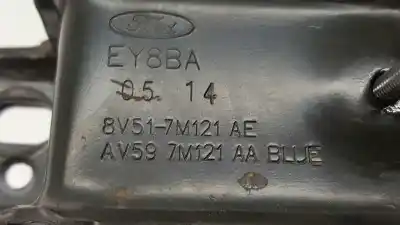 Ford
EY8BA
05 14
8V51-7M121 AE
AV59 7M121 AA BLUE